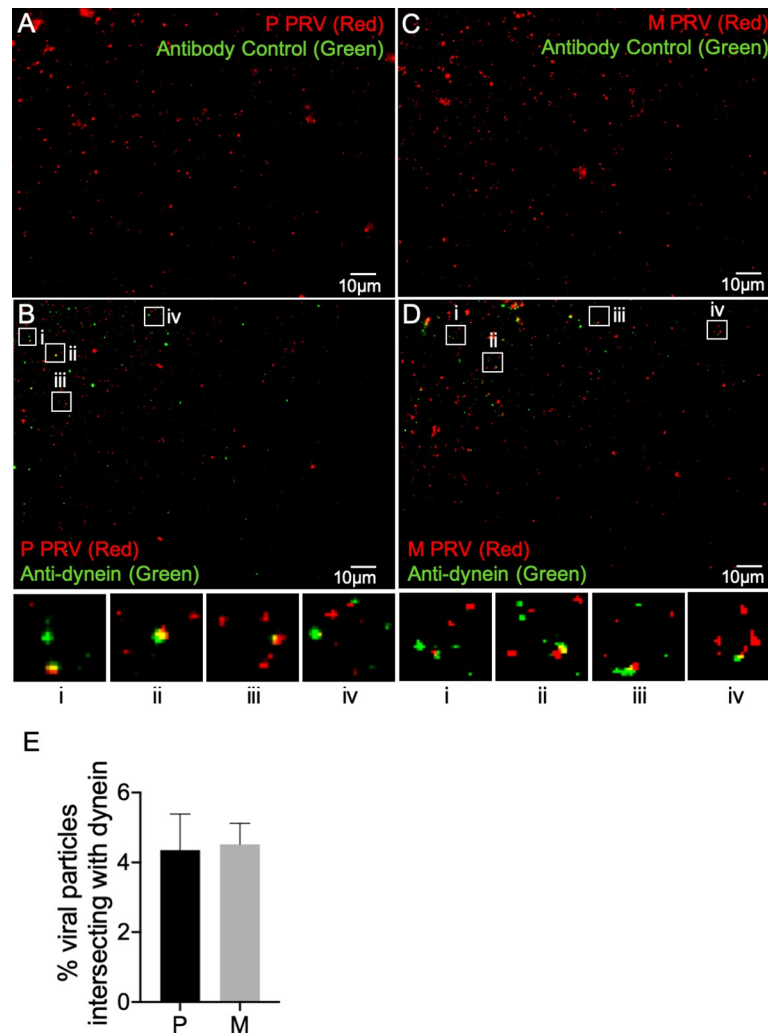 A
P PRV (Red)
Antibody Control (Green)
10μm
C
M PRV (Red)
Antibody Control (Green)
10μm
B
i
ii
iii
iv
P PRV (Red)
Anti-dynein (Green)
10μm
D
i
ii
iii
iv
M PRV (Red)
Anti-dynein (Green)
10μm
i
ii
iii
iv
i
ii
iii
iv
E
% viral particles
intersecting with dynein
6
4
2
0
P
M